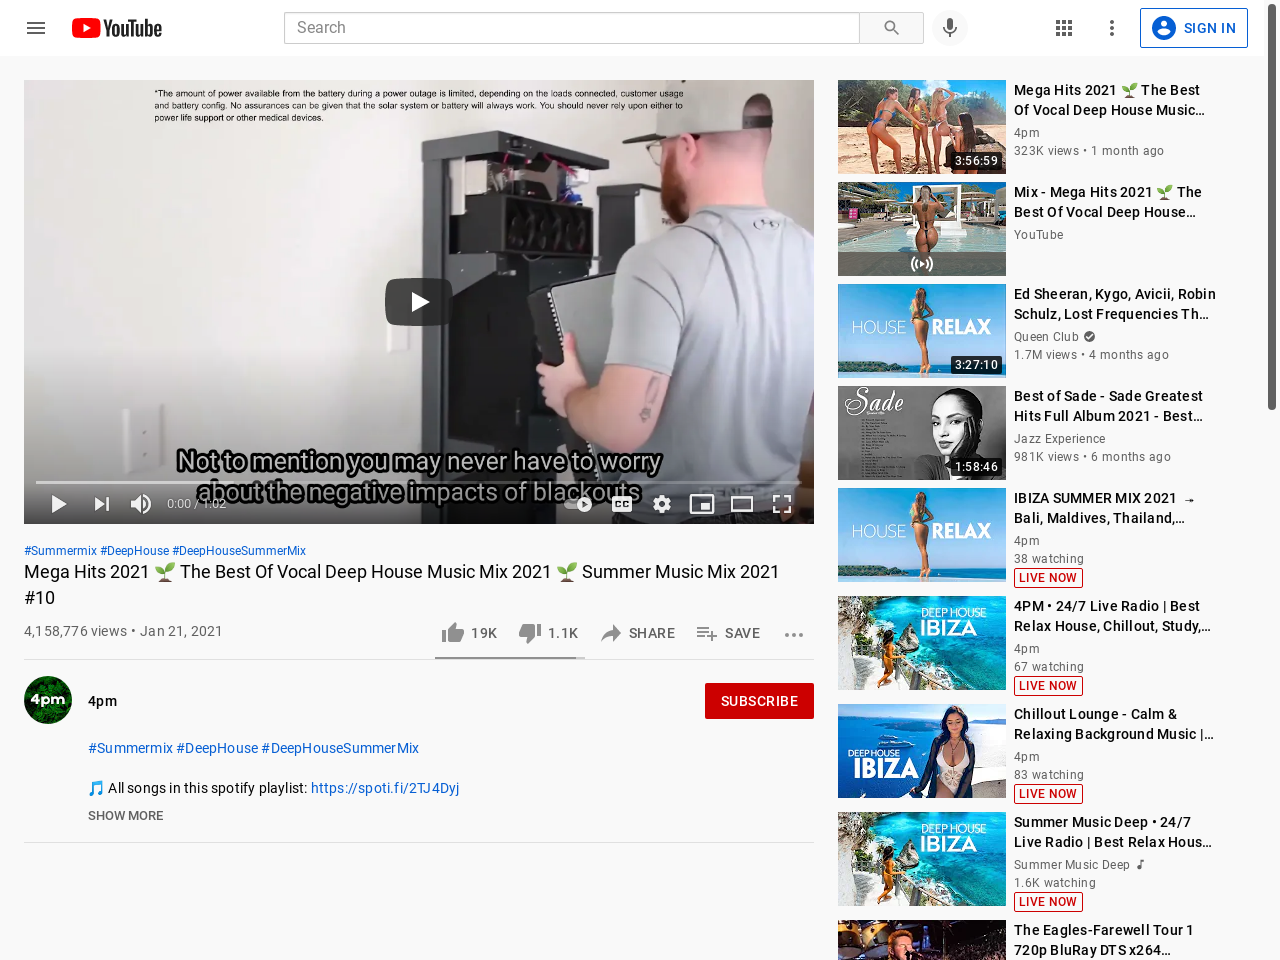 YouTube
Search
SIGN IN
*The amount of power available from the battery during a power outage is limited, depending on the loads connected, customer usage
and battery config. No assurances can be given that the solar system or battery will always work. You should never rely upon either to
power life support or other medical devices.
Not to mention you may never have to worry
about the negative impacts of blackouts
0:00 / 1:02
CC
#Summermix #DeepHouse #DeepHouseSummerMix
Mega Hits 2021 🌱 The Best Of Vocal Deep House Music Mix 2021 🌱 Summer Music Mix 2021
#10
4,158,776 views • Jan 21, 2021
19K
1.1K
SHARE
SAVE
4pm
4pm
SUBSCRIBE
#Summermix #DeepHouse #DeepHouseSummerMix
🎵 All songs in this spotify playlist: https://spoti.fi/2TJ4Dyj
SHOW MORE
3:56:59
Mega Hits 2021 🌱 The Best
Of Vocal Deep House Music…
4pm
323K views • 1 month ago
Mix - Mega Hits 2021 🌱 The
Best Of Vocal Deep House…
YouTube
HOUSE RELAX
3:27:10
Ed Sheeran, Kygo, Avicii, Robin
Schulz, Lost Frequencies Th…
Queen Club
1.7M views • 4 months ago
Sade
1:58:46
Best of Sade - Sade Greatest
Hits Full Album 2021 - Best…
Jazz Experience
981K views • 6 months ago
HOUSE RELAX
IBIZA SUMMER MIX 2021 ➛
Bali, Maldives, Thailand,…
4pm
38 watching
LIVE NOW
DEEP HOUSE
IBIZA
4PM • 24/7 Live Radio | Best
Relax House, Chillout, Study,…
4pm
67 watching
LIVE NOW
DEEP HOUSE
IBIZA
Chillout Lounge - Calm &
Relaxing Background Music |…
4pm
83 watching
LIVE NOW
DEEP HOUSE
IBIZA
Summer Music Deep • 24/7
Live Radio | Best Relax Hous…
Summer Music Deep
1.6K watching
LIVE NOW
The Eagles-Farewell Tour 1
720p BluRay DTS x264…